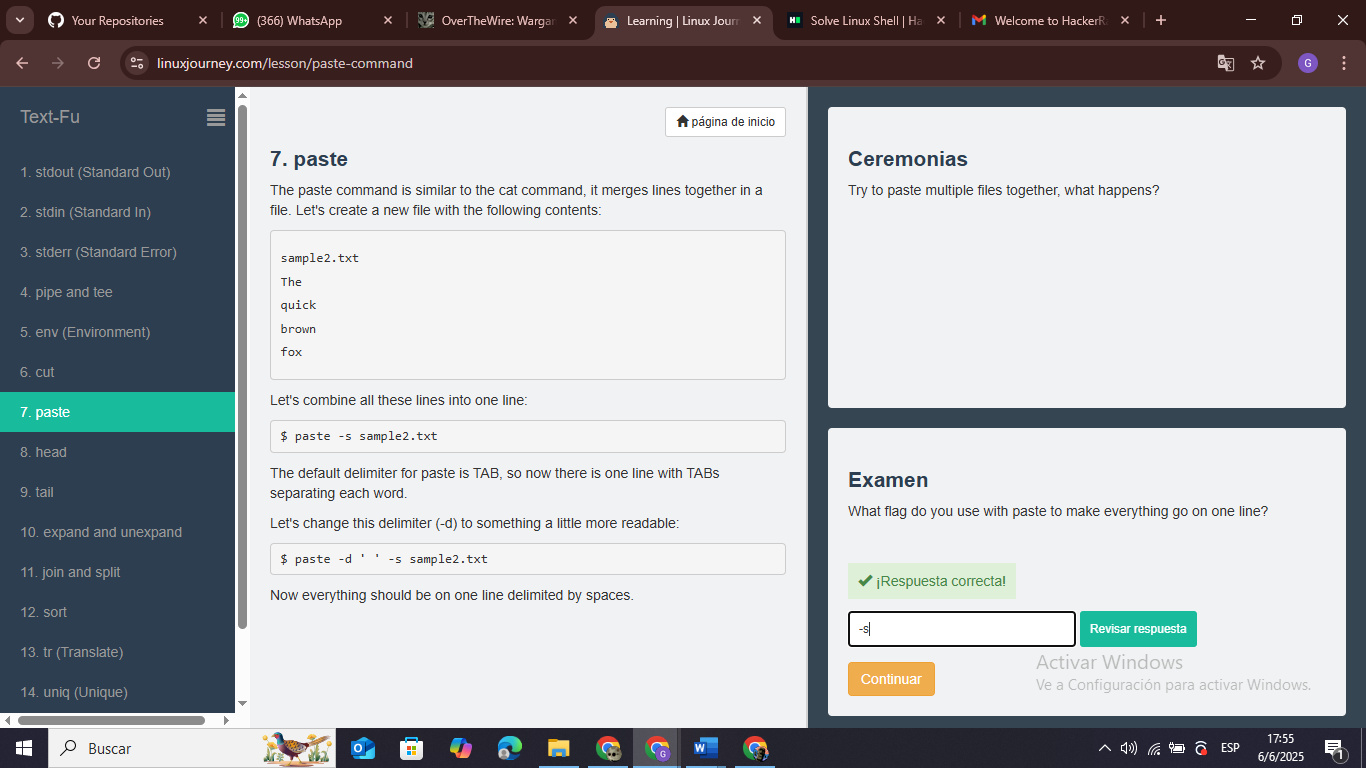 Your Repositories
(366) WhatsApp
OverTheWire: Wargar
Learning | Linux Journ
Solve Linux Shell | Ha
Welcome to HackerRa
linuxjourney.com/lesson/paste-command
G
Text-Fu
1. stdout (Standard Out)
2. stdin (Standard In)
3. stderr (Standard Error)
4. pipe and tee
5. env (Environment)
6. cut
7. paste
8. head
9. tail
10. expand and unexpand
11. join and split
12. sort
13. tr (Translate)
14. uniq (Unique)
página de inicio
7. paste
The paste command is similar to the cat command, it merges lines together in a
file. Let's create a new file with the following contents:
sample2.txt
The
quick
brown
fox
Let's combine all these lines into one line:
$ paste -s sample2.txt
The default delimiter for paste is TAB, so now there is one line with TABs
separating each word.
Let's change this delimiter (-d) to something a little more readable:
$ paste -d ' ' -s sample2.txt
Now everything should be on one line delimited by spaces.
Ceremonias
Try to paste multiple files together, what happens?
Examen
What flag do you use with paste to make everything go on one line?
¡Respuesta correcta!
-s
Revisar respuesta
Continuar
Activar Windows
Ve a Configuración para activar Windows.
Buscar
ESP
17:55
6/6/2025
1